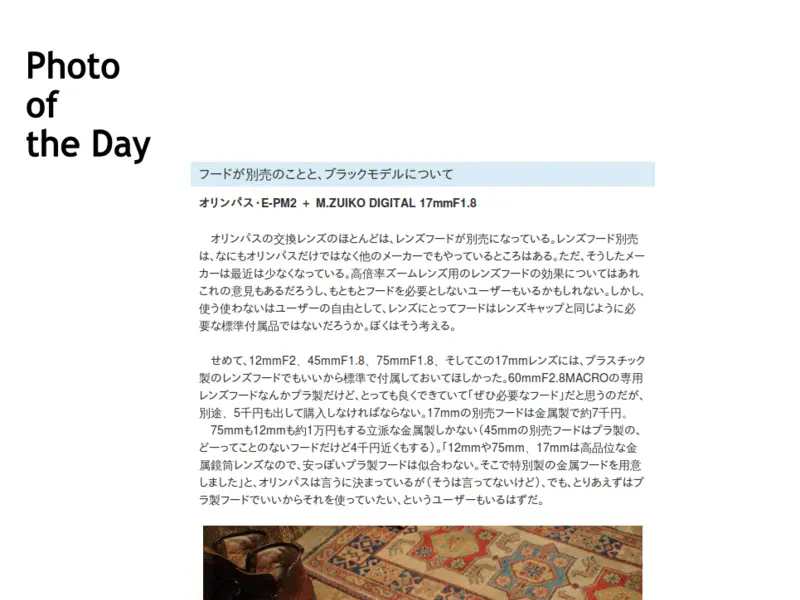 Photo
of
the Day
フードが別売のことと、ブラックモデルについて
オリンパス・E-PM2 + M.ZUIKO DIGITAL 17mmF1.8
オリンパスの交換レンズのほとんどは、レンズフードが別売になっている。レンズフード別売
は、なにもオリンパスだけではなく他のメーカーでもやっているところはある。ただ、そうしたメー
カーは最近は少なくなっている。高倍率ズームレンズ用のレンズフードの効果についてはあれ
これの意見もあるだろうし、もともとフードを必要としないユーザーもいるかもしれない。しかし、
使う使わないはユーザーの自由として、レンズにとってフードはレンズキャップと同じように必
要な標準付属品ではないだろうか。ぼくはそう考える。
せめて、12mmF2、45mmF1.8、75mmF1.8、そしてこの17mmレンズには、プラスチック
製のレンズフードでもいいから標準で付属しておいてほしかった。60mmF2.8MACROの専用
レンズフードなんかプラ製だけど、とっても良くできていて「ぜひ必要なフード」だと思うのだが、
別途、5千円も出して購入しなければならない。17mmの別売フードは金属製で約7千円。
75mmも12mmも約1万円もする立派な金属製しかない（45mmの別売フードはプラ製の、
どーってことのないフードだけど4千円近くもする）。「12mmや75mm、17mmは高品位な金
属鏡筒レンズなので、安っぽいプラ製フードは似合わない。そこで特別製の金属フードを用意
しました」と、オリンパスは言うに決まっているが（そうは言ってないけど）、でも、とりあえずはプ
ラ製フードでいいからそれを使っていたい、というユーザーもいるはずだ。